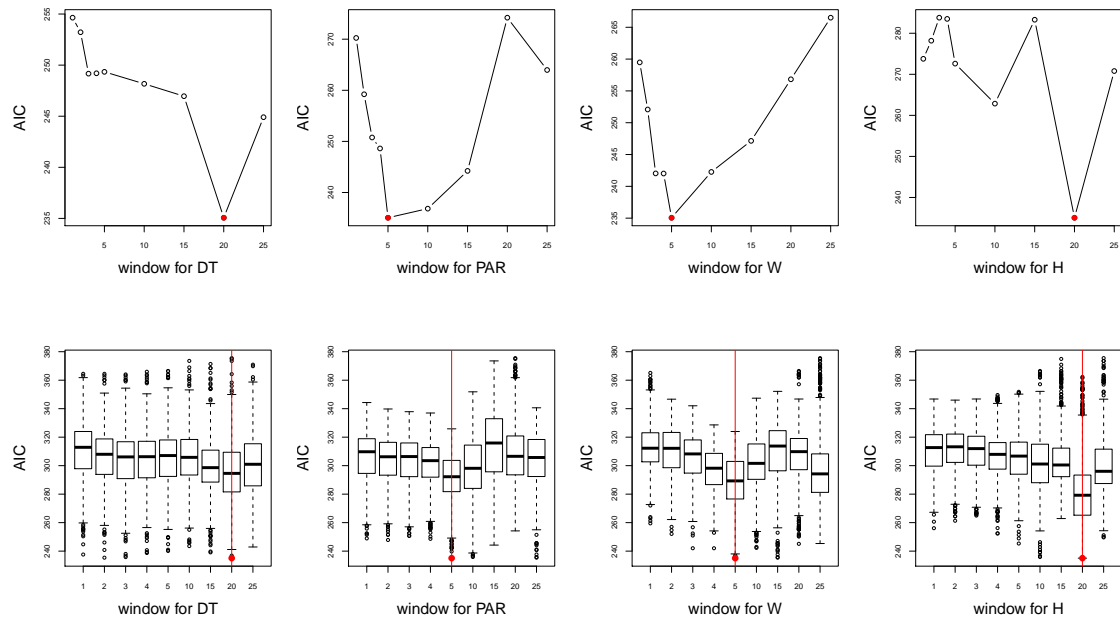 AIC
235 240 245 250 255
5 10 15 20 25
window for DT
AIC
240 250 260 270
5 10 15 20 25
window for PAR
AIC
235 240 245 250 255 260 265
5 10 15 20 25
window for W
AIC
240 250 260 270 280
5 10 15 20 25
window for H
AIC
240 260 280 300 320 340 360 380
1 2 3 4 5 10 15 20 25
window for DT
AIC
240 260 280 300 320 340 360 380
1 2 3 4 5 10 15 20 25
window for PAR
AIC
240 260 280 300 320 340 360 380
1 2 3 4 5 10 15 20 25
window for W
AIC
240 260 280 300 320 340 360 380
1 2 3 4 5 10 15 20 25
window for H